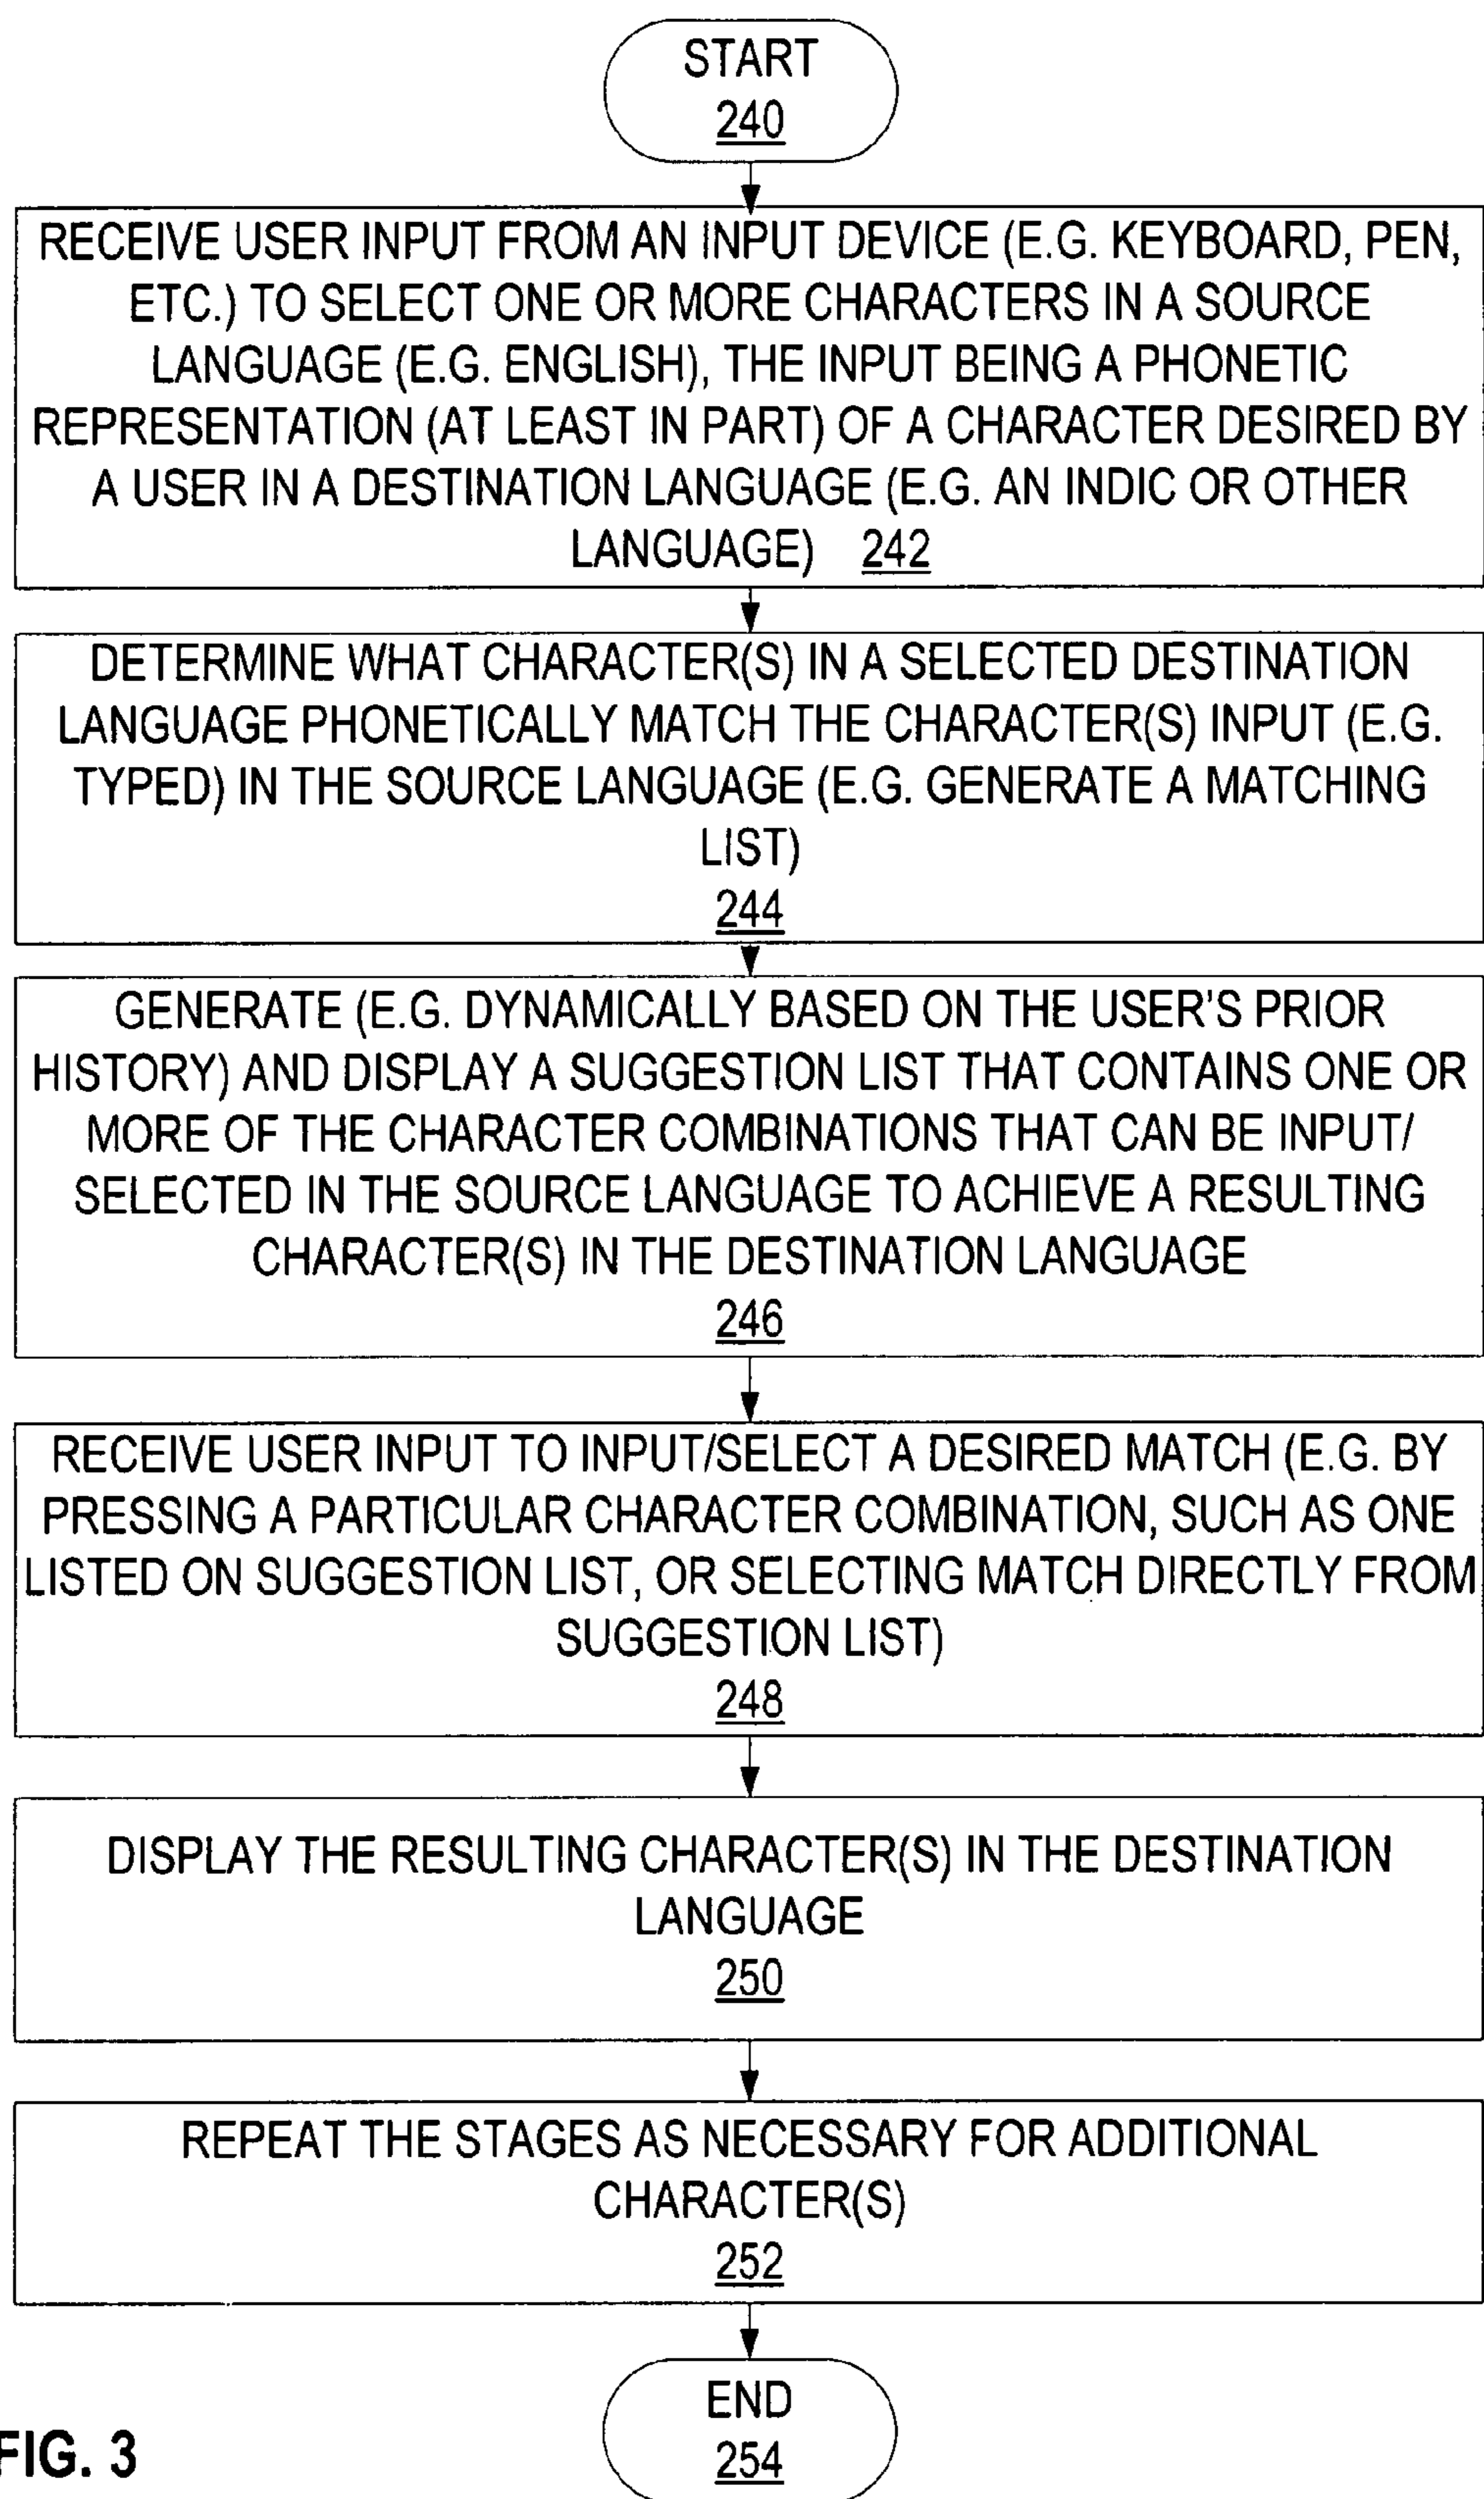 START
240
RECEIVE USER INPUT FROM AN INPUT DEVICE (E.G. KEYBOARD, PEN,
ETC.) TO SELECT ONE OR MORE CHARACTERS IN A SOURCE
LANGUAGE (E.G. ENGLISH), THE INPUT BEING A PHONETIC
REPRESENTATION (AT LEAST IN PART) OF A CHARACTER DESIRED BY
A USER IN A DESTINATION LANGUAGE (E.G. AN INDIC OR OTHER
LANGUAGE) 242
DETERMINE WHAT CHARACTER(S) IN A SELECTED DESTINATION
LANGUAGE PHONETICALLY MATCH THE CHARACTER(S) INPUT (E.G.
TYPED) IN THE SOURCE LANGUAGE (E.G. GENERATE A MATCHING
LIST)
244
GENERATE (E.G. DYNAMICALLY BASED ON THE USER'S PRIOR
HISTORY) AND DISPLAY A SUGGESTION LIST THAT CONTAINS ONE OR
MORE OF THE CHARACTER COMBINATIONS THAT CAN BE INPUT/
SELECTED IN THE SOURCE LANGUAGE TO ACHIEVE A RESULTING
CHARACTER(S) IN THE DESTINATION LANGUAGE
246
RECEIVE USER INPUT TO INPUT/SELECT A DESIRED MATCH (E.G. BY
PRESSING A PARTICULAR CHARACTER COMBINATION, SUCH AS ONE
LISTED ON SUGGESTION LIST, OR SELECTING MATCH DIRECTLY FROM
SUGGESTION LIST)
248
DISPLAY THE RESULTING CHARACTER(S) IN THE DESTINATION
LANGUAGE
250
REPEAT THE STAGES AS NECESSARY FOR ADDITIONAL
CHARACTER(S)
252
END
254
FIG. 3